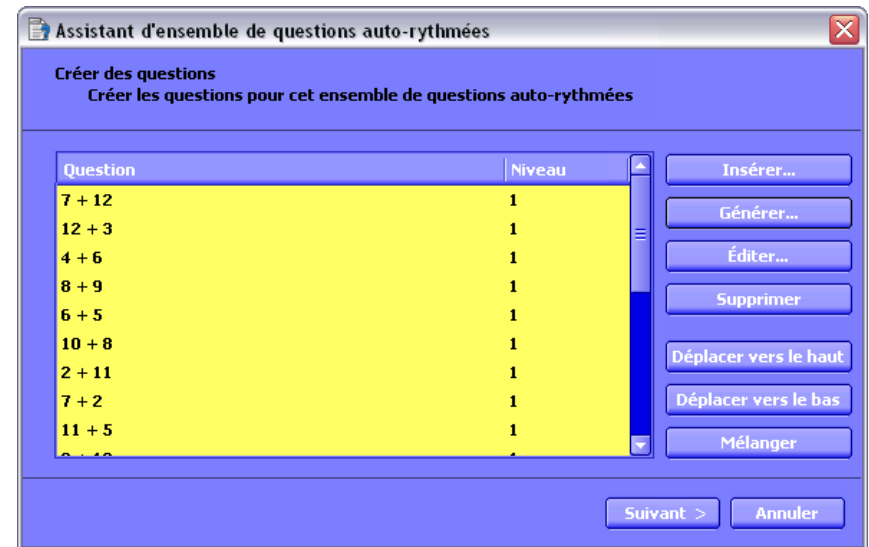 Assistant d'ensemble de questions auto-rythmées
Créer des questions
Créer les questions pour cet ensemble de questions auto-rythmées
Question Niveau
7 + 12 1
12 + 3 1
4 + 6 1
8 + 9 1
6 + 5 1
10 + 8 1
2 + 11 1
7 + 2 1
11 + 5 1
Insérer...
Générer...
Éditer...
Supprimer
Déplacer vers le haut
Déplacer vers le bas
Mélanger
Suivant >
Annuler